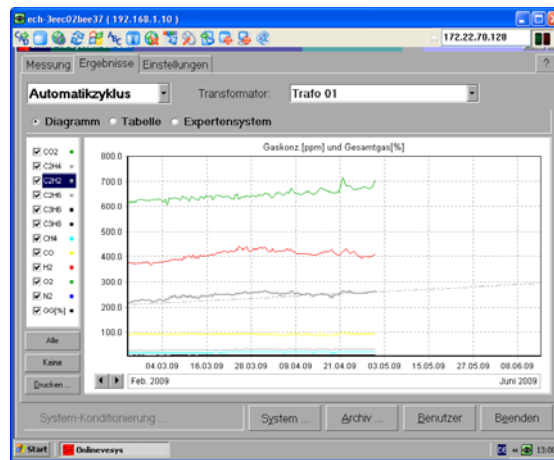 ech-3eec02bee37 ( 192.168.1.10 )
172.22.70.128
Messung Ergebnisse Einstellungen ?
Automatikzyklus Transformator: Trafo 01
Diagramm Tabelle Expertensystem
Gaskonz.[ppm] und Gesamtgas[%]
CO2
C2H4
C2H2
C2H6
C3H6
C3H8
CH4
CO
H2
O2
N2
Alle
Keine
Drucken ...
800.0
700.0
600.0
500.0
400.0
300.0
200.0
100.0
04.03.09 16.03.09 28.03.09 09.04.09 21.04.09 03.05.09 15.05.09 27.05.09 08.06.09
Feb. 2009 Juni 2009
System-Konditionierung ... System ... Archiv ... Benutzer Beenden
Start Onlinevesys 13:00